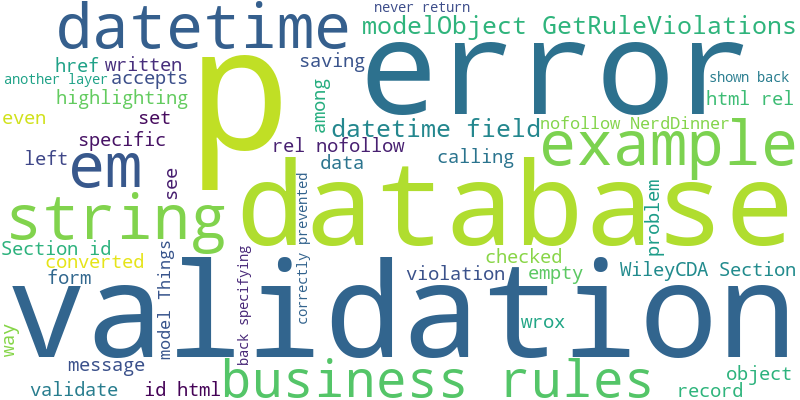 never return
datetime
modelObject GetRuleViolations
p
error
href
written
saving
another layer
accepts
shown back
highlighting
among
html rel
even
set
datetime field
nofollow NerdDinner
specific
rel nofollow
example
left
em
see
data
calling
database
string
problem
Section id
correctly prevented
converted
model Things
back specifying
checked
form
violation
empty
WileyCDA Section
validation
way
wrox
message
business rules
object
validate
id html
record